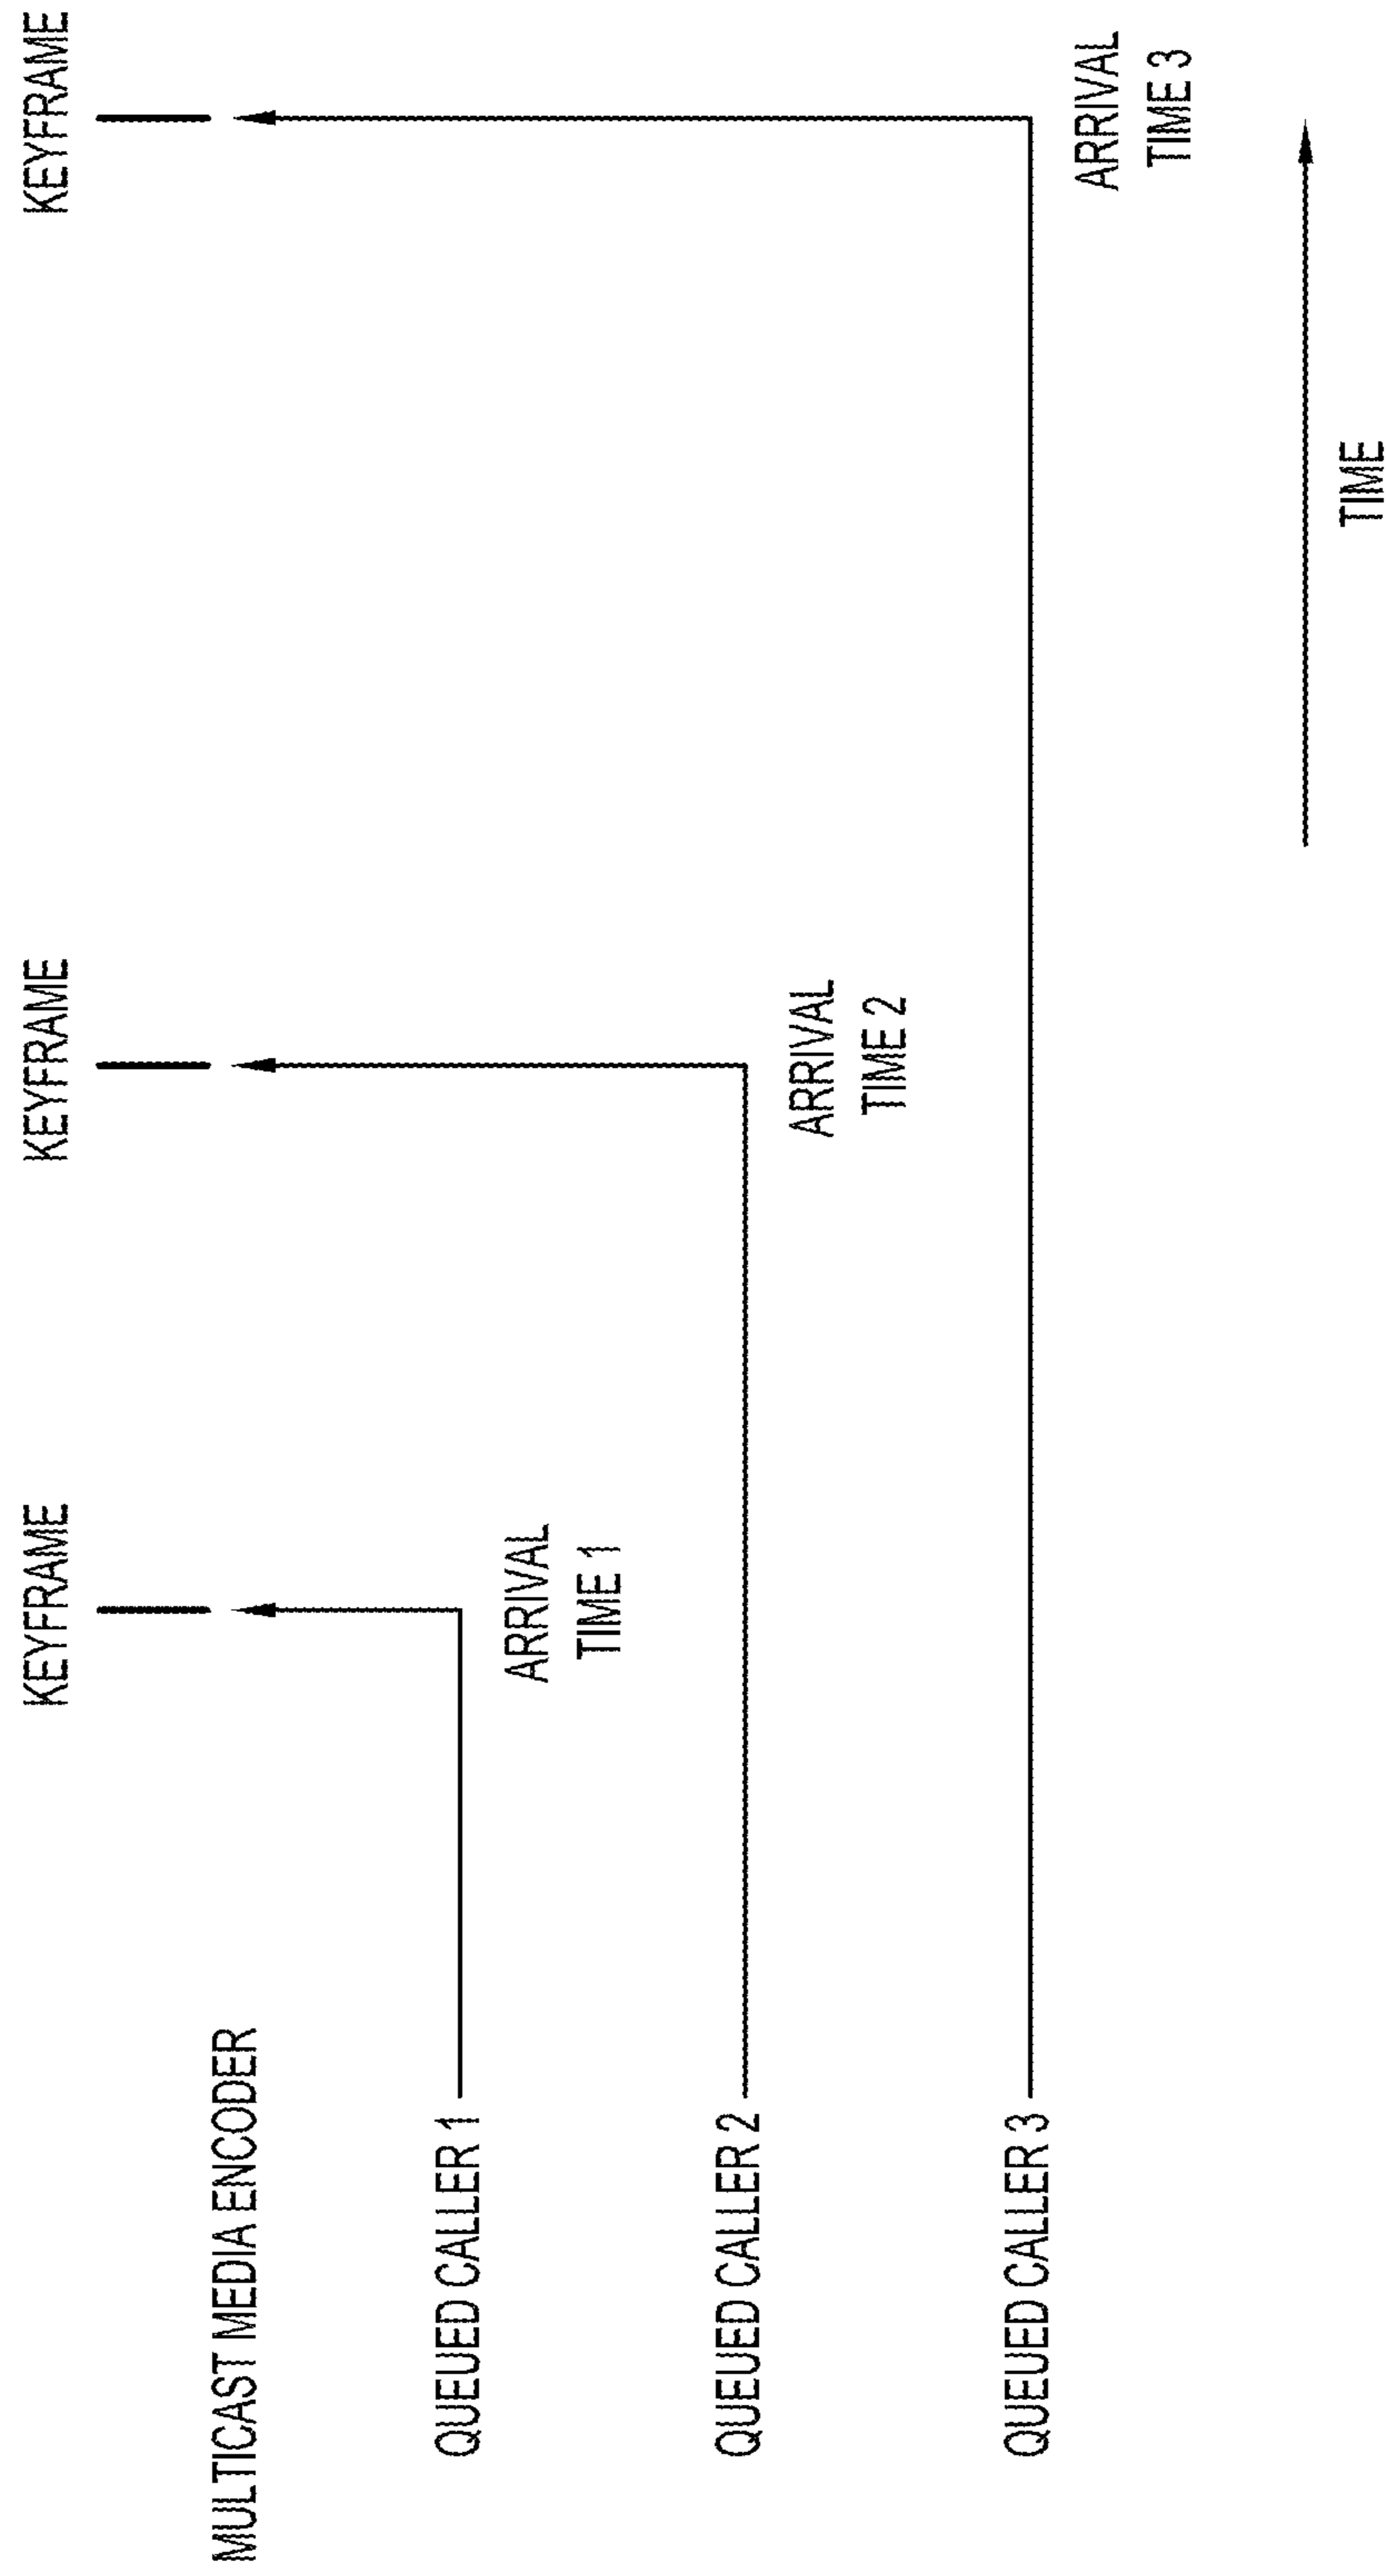 KEYFRAME
KEYFRAME
KEYFRAME
MULTICAST MEDIA ENCODER
QUEUED CALLER 1
ARRIVAL
TIME 1
QUEUED CALLER 2
ARRIVAL
TIME 2
QUEUED CALLER 3
ARRIVAL
TIME 3
TIME